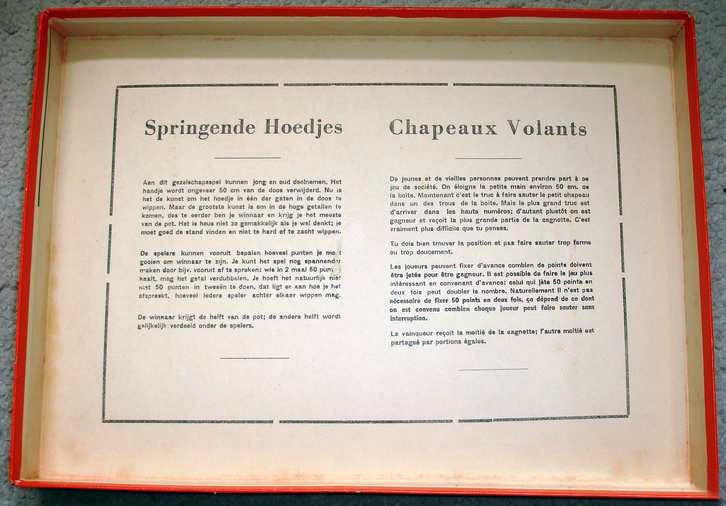 Springende Hoedjes
Aan dit gezelschapsspel kunnen jong en oud deelnemen. Het
handje wordt ongeveer 50 cm van de doos verwijderd. Nu is
het de kunst om het hoedje in één der gaten in de doos te
wippen. Maar de grootste kunst is om in de hoge getallen te
komen, des te eerder ben je winnaar en krijg je het meeste
van de pot. Het is heus niet zo gemakkelijk als je wel denkt; je
moet goed de stand vinden en niet te hard of te zacht wippen.
De spelers kunnen vooruit bepalen hoeveel punten je moet
gooien om winnaar te zijn. Je kunt het spel nog spannender
maken door bijv. vooruit af te spreken: wie in 2 maal 50 punt
haalt, mag het getal verdubbelen. Je hoeft het natuurlijk niet
met 50 punten in tweeën te doen, dat ligt er aan hoe je het
afspreekt, hoeveel iedere speler achter elkaar wippen mag.
De winnaar krijgt de helft van de pot; de andere helft wordt
gelijkelijk verdeeld onder de spelers.
Chapeaux Volants
De jeunes et de vieilles personnes peuvent prendre part à ce
jeu de société. On éloigne la petite main environ 50 cm. de
la boîte. Maintenant c'est le truc à faire sauter le petit chapeau
dans un des trous de la boîte. Mais le plus grand truc est
d'arriver dans les hauts numéros; d'autant plutôt on est
gagneur et reçoit la plus grande partie de la cagnotte. C'est
vraiment plus difficile que tu penses.
Tu dois bien trouver la position et pas faire sauter trop ferme
ou trop doucement.
Les joueurs peuvent fixer d'avance combien de points doivent
être jetés pour être gagneur. Il est possible de faire le jeu plus
intéressant en convenant d'avance: celui qui jète 50 points en
deux fois peut doubler le nombre. Naturellement il n'est pas
nécessaire de fixer 50 points en deux fois, ça dépend de ce dont
on est convenu combien chaque joueur peut faire sauter sans
interruption.
Le vainqueur reçoit la moitié de la cagnette; l'autre moitié est
partagée par portions égales.